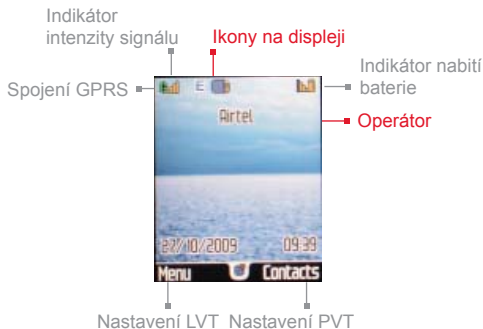 Indikátor
intenzity signálu
Ikony na displeji
Spojení GPRS
Indikátor nabití
baterie
E
Airtel
Operátor
27/10/2009 09:39
Menu Contacts
Nastavení LVT Nastavení PVT